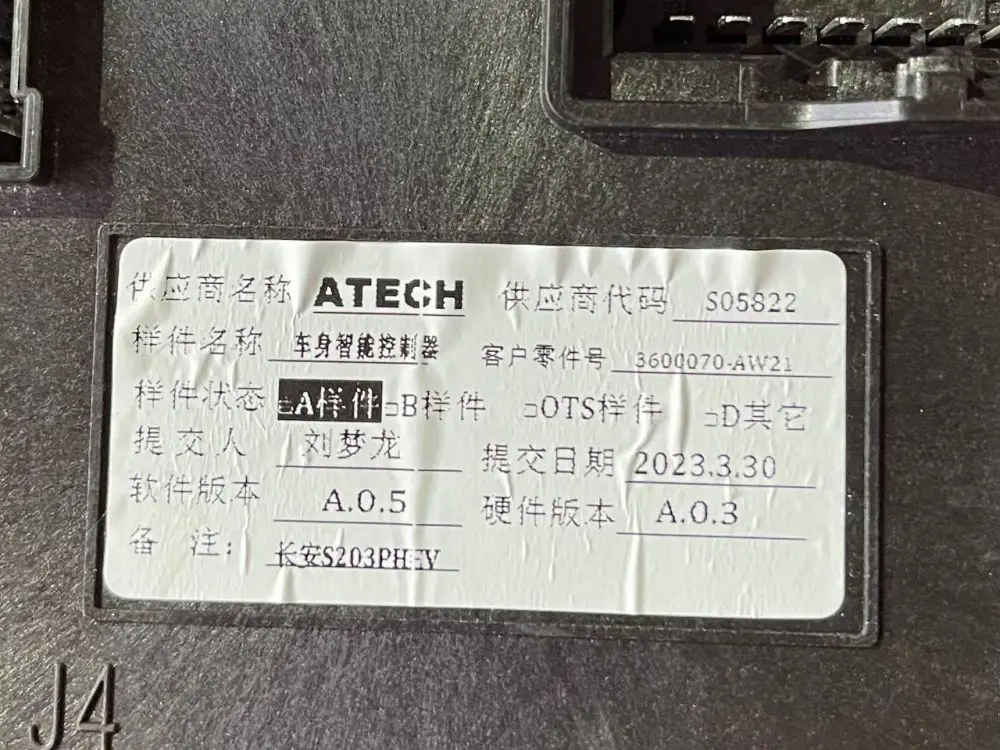 供应商名称 ATECH 供应商代码 S05822
样件名称 车身智能控制器 客户零件号 3600070-AW21
样件状态 □A样件 □B样件 □OTS样件 □D其它
提交人 刘梦龙 提交日期 2023.3.30
软件版本 A.0.5 硬件版本 A.0.3
备 注： 长安S203PHEV
J4